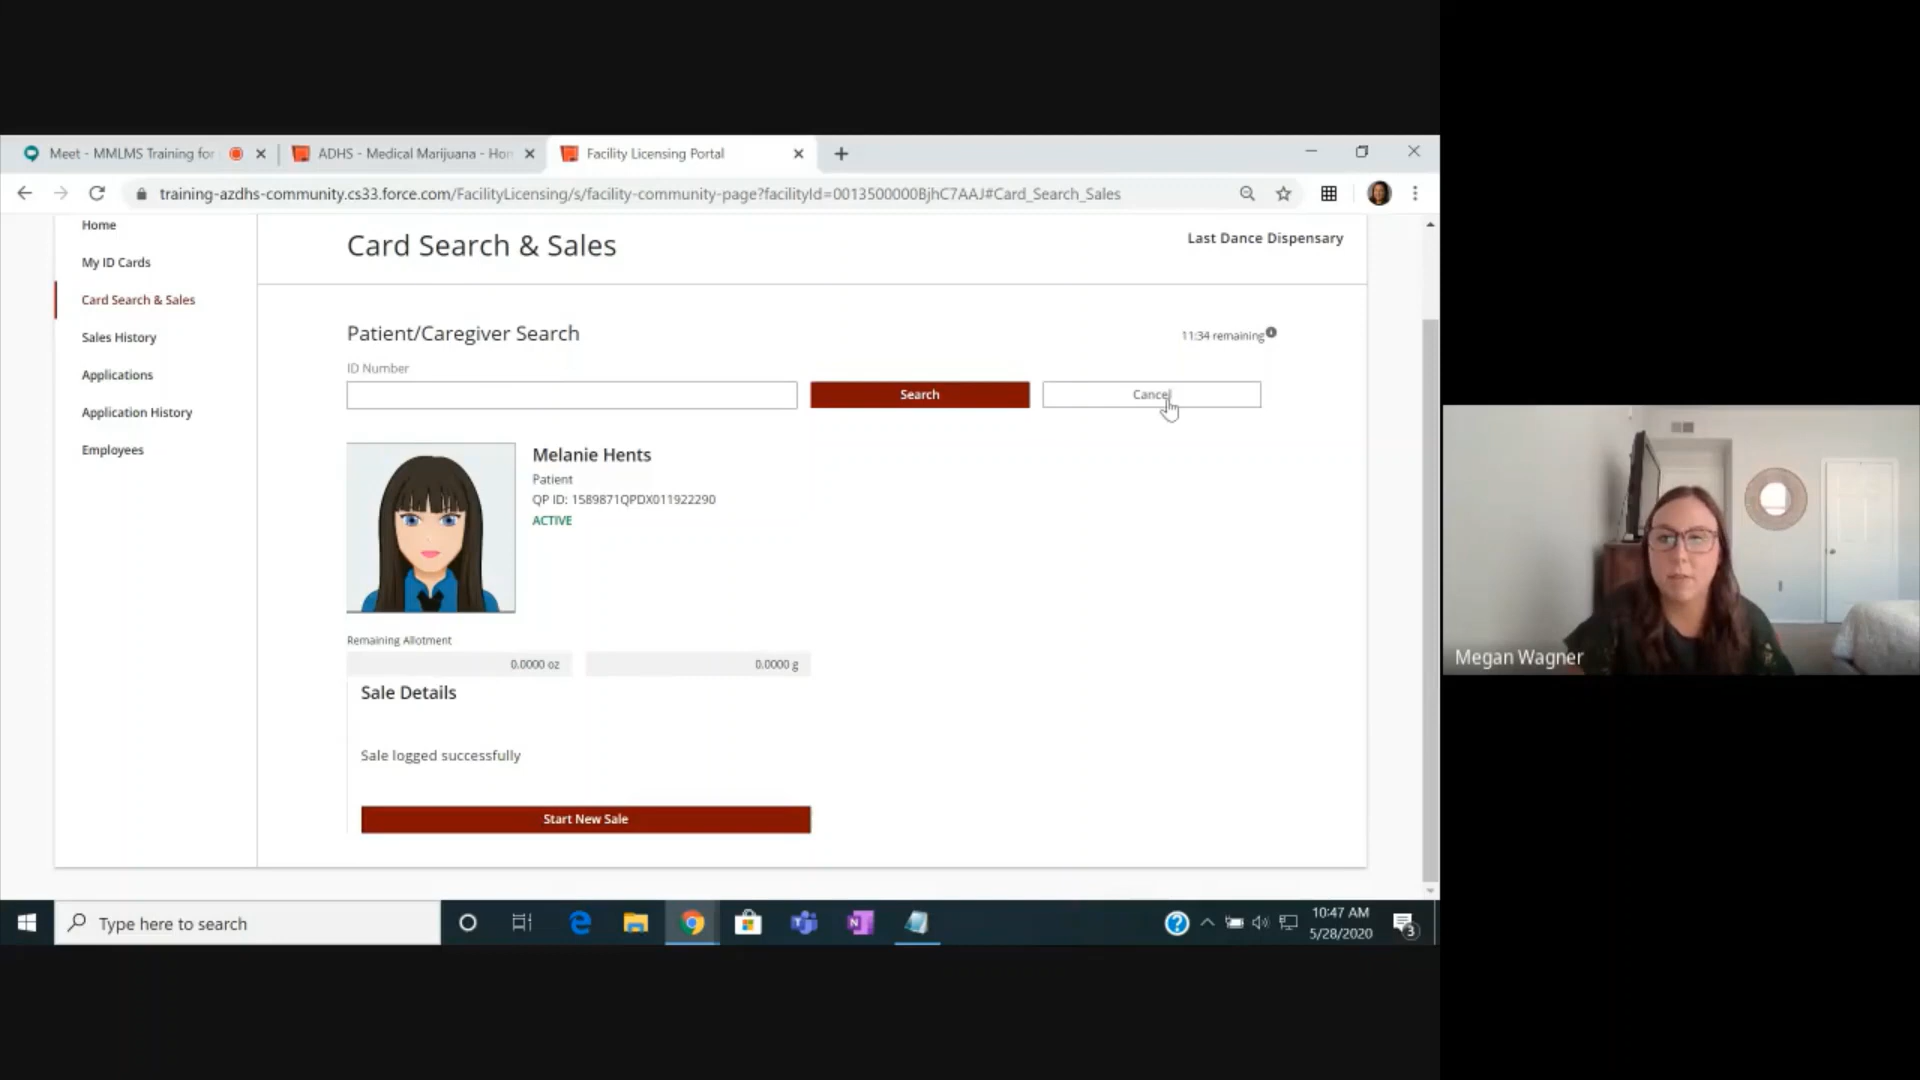 Meet - MMLMS Training for
ADHS - Medical Marijuana - Hon
Facility Licensing Portal
training-azdhs-community.cs33.force.com/FacilityLicensing/s/facility-community-page?facilityId=0013500000BjhC7AAJ#Card_Search_Sales
Home
My ID Cards
Card Search & Sales
Sales History
Applications
Application History
Employees
Card Search & Sales
Last Dance Dispensary
Patient/Caregiver Search
11:34 remaining
ID Number
Search
Cancel
Melanie Hents
Patient
QP ID: 1589871QPDX011922290
ACTIVE
Remaining Allotment
0.0000 oz
0.0000 g
Sale Details
Sale logged successfully
Start New Sale
Megan Wagner
Type here to search
10:47 AM
5/28/2020
3